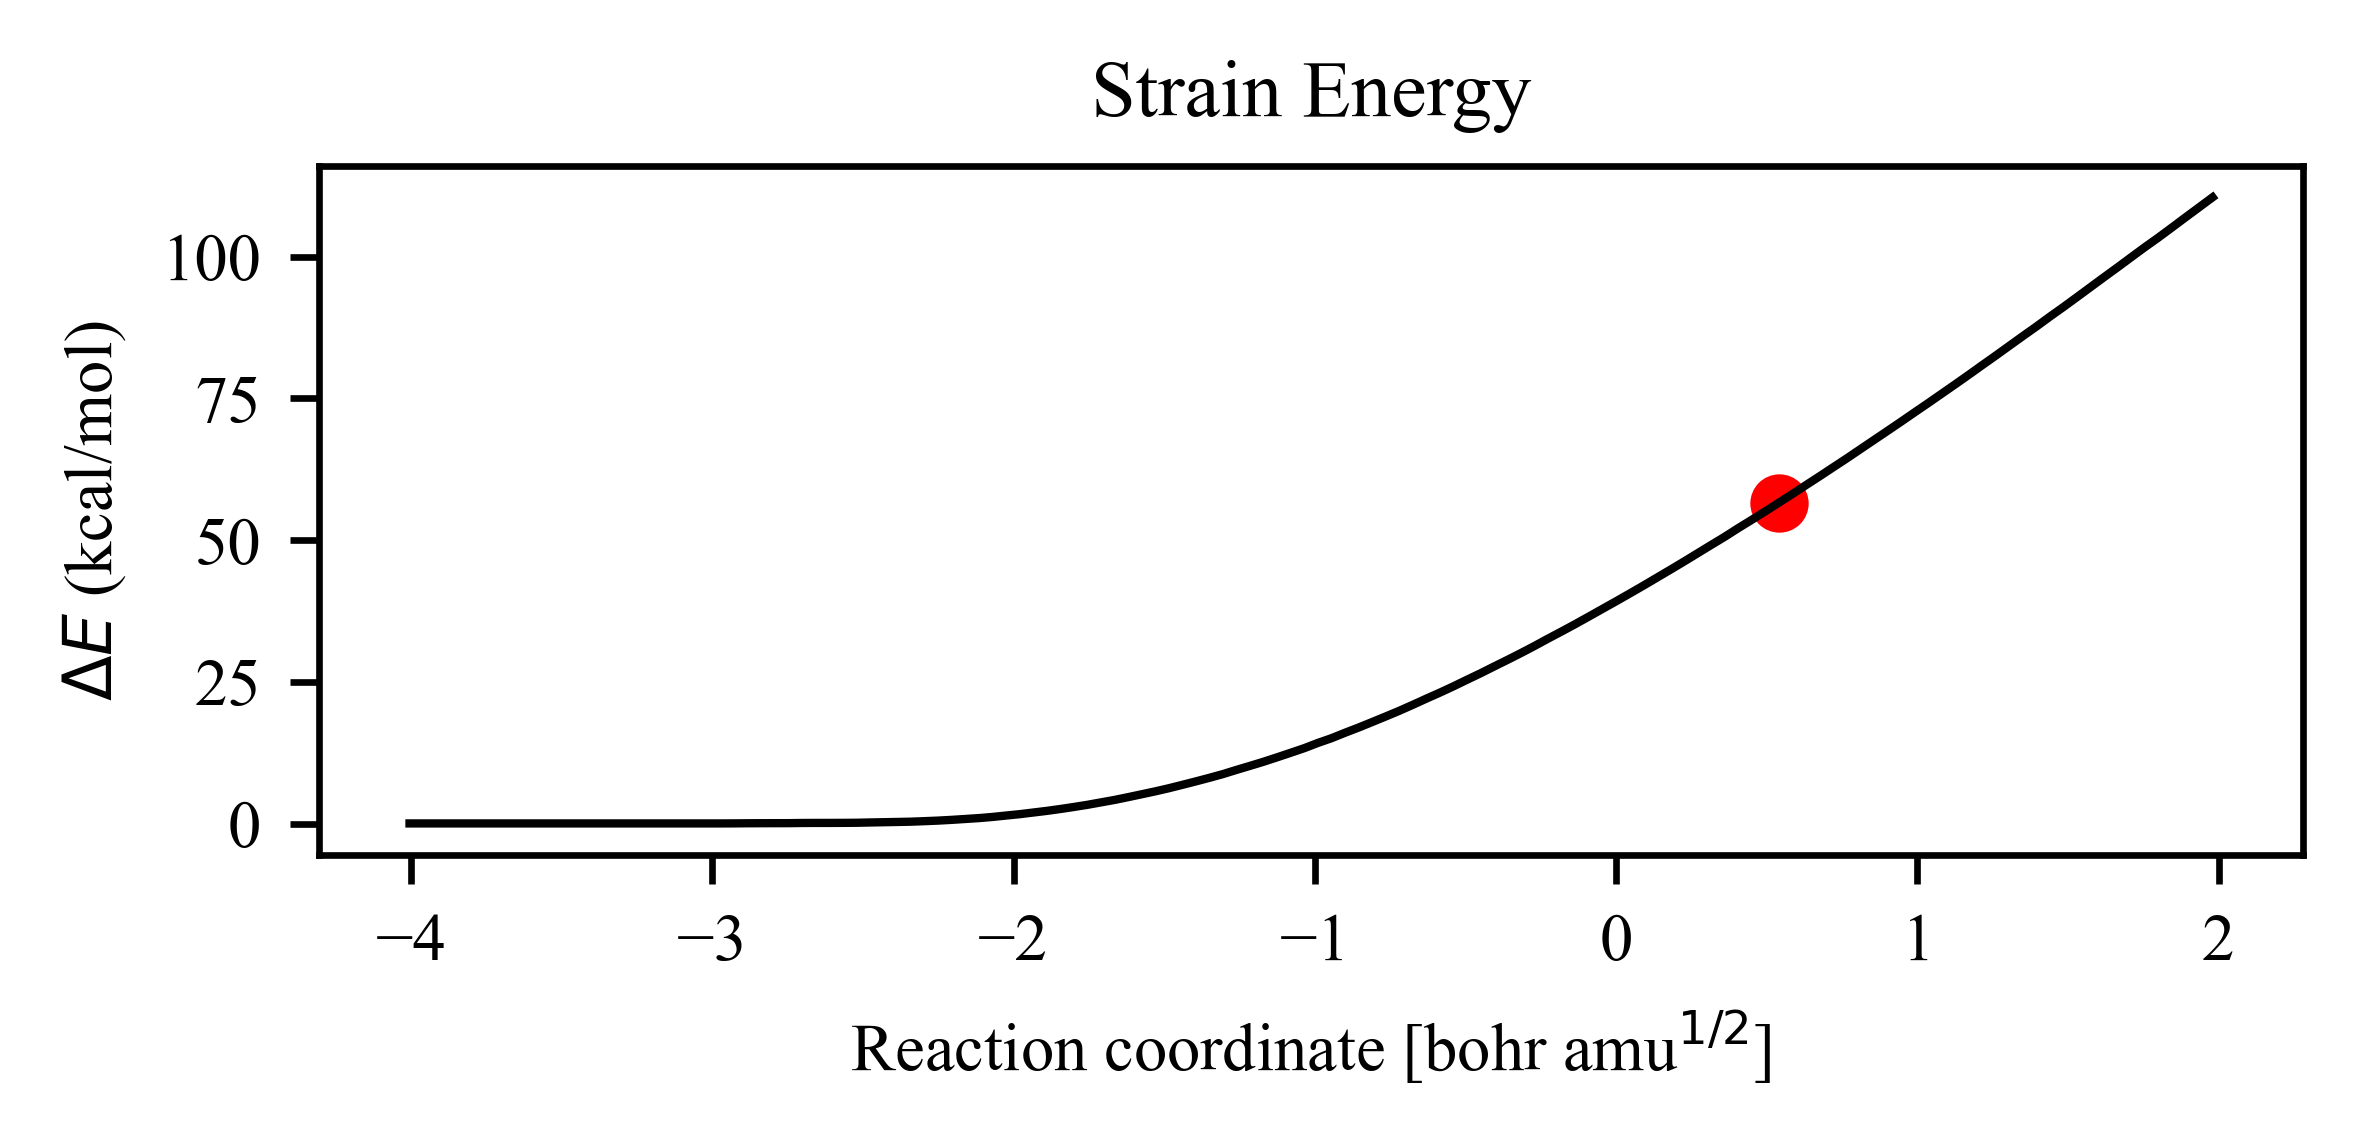 Strain Energy
ΔE (kcal/mol)
100
75
50
25
0
−4 −3 −2 −1 0 1 2
Reaction coordinate [bohr amu^1/2]